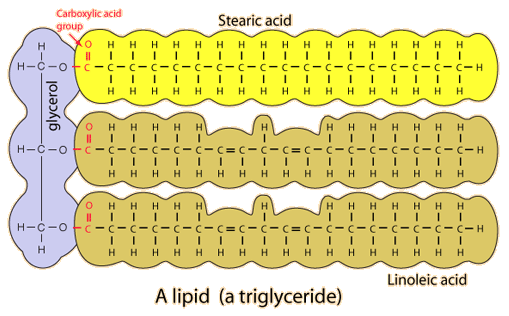 Carboxylic acid
group
Stearic acid
glycerol
H O H H H H H H H H H H H H H H H H H
H–C–O–C–C–C–C–C–C–C–C–C–C–C–C–C–C–C–C–C–C–H
H H H H H H H H H H H H H H H H H
O H H H H H H H H H H H H H
H–C–O–C–C–C–C–C–C–C=C–C–C=C–C–C–C–C–C–C–C–H
H H H H H H H H H H H H H H H H H
O H H H H H H H H H H H H H
H–C–O–C–C–C–C–C–C–C=C–C–C=C–C–C–C–C–C–C–C–H
H H H H H H H H H H H H H H H H H H
Linoleic acid
A lipid (a triglyceride)